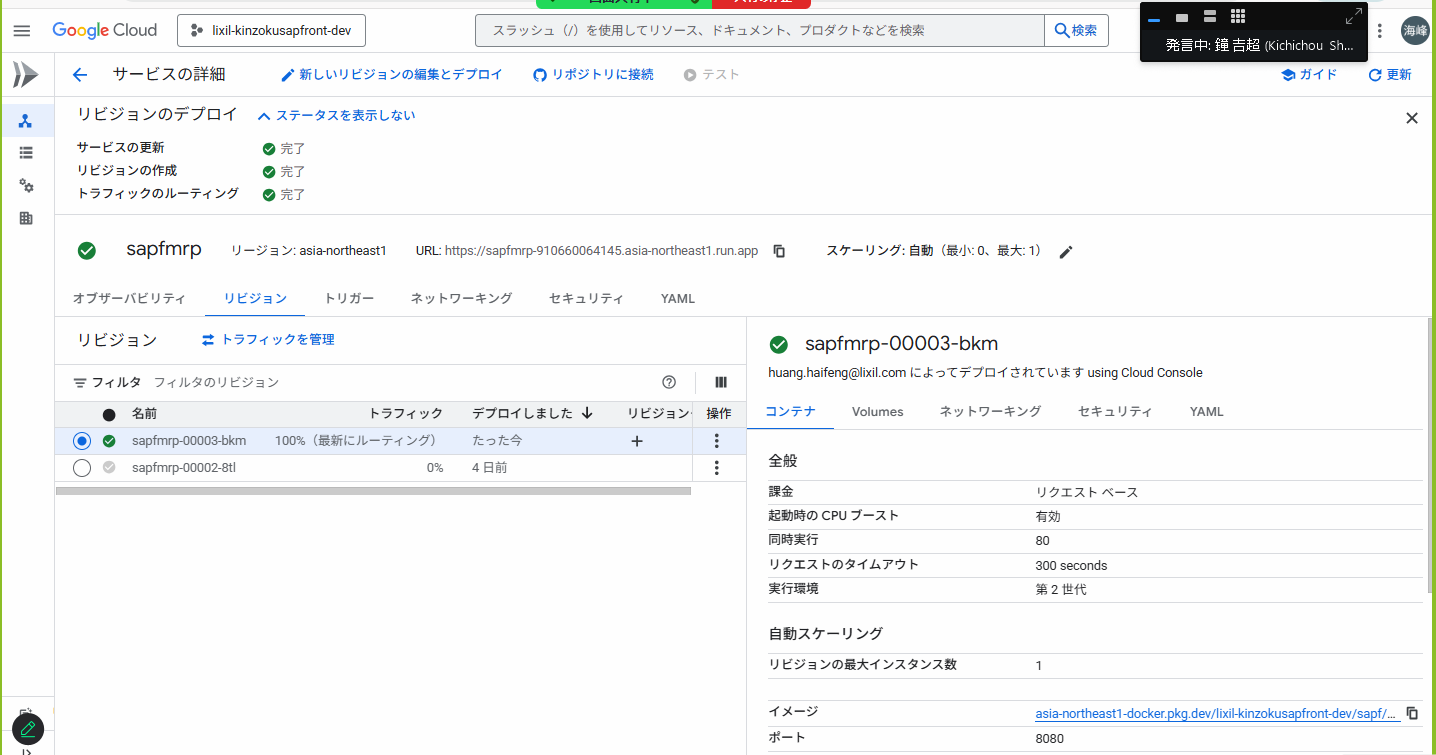 Google Cloud
lixil-kinzokusapfront-dev
スラッシュ（/）を使用してリソース、ドキュメント、プロダクトなどを検索
検索
発言中: 鐘 吉超 (Kichichou Sh...
海峰
サービスの詳細
新しいリビジョンの編集とデプロイ
リポジトリに接続
テスト
ガイド
更新
リビジョンのデプロイ
ステータスを表示しない
サービスの更新 完了
リビジョンの作成 完了
トラフィックのルーティング 完了
sapfmrp
リージョン: asia-northeast1
URL: https://sapfmrp-910660064145.asia-northeast1.run.app
スケーリング: 自動（最小: 0、最大: 1）
オブザーバビリティ
リビジョン
トリガー
ネットワーキング
セキュリティ
YAML
リビジョン
トラフィックを管理
フィルタ フィルタのリビジョン
名前 トラフィック デプロイしました リビジョン 操作
sapfmrp-00003-bkm 100%（最新にルーティング） たった今
sapfmrp-00002-8tl 0% 4 日前
sapfmrp-00003-bkm
huang.haifeng@lixil.com によってデプロイされています using Cloud Console
コンテナ
Volumes
ネットワーキング
セキュリティ
YAML
全般
課金 リクエスト ベース
起動時の CPU ブースト 有効
同時実行 80
リクエストのタイムアウト 300 seconds
実行環境 第 2 世代
自動スケーリング
リビジョンの最大インスタンス数 1
イメージ asia-northeast1-docker.pkg.dev/lixil-kinzokusapfront-dev/sapf/...
ポート 8080